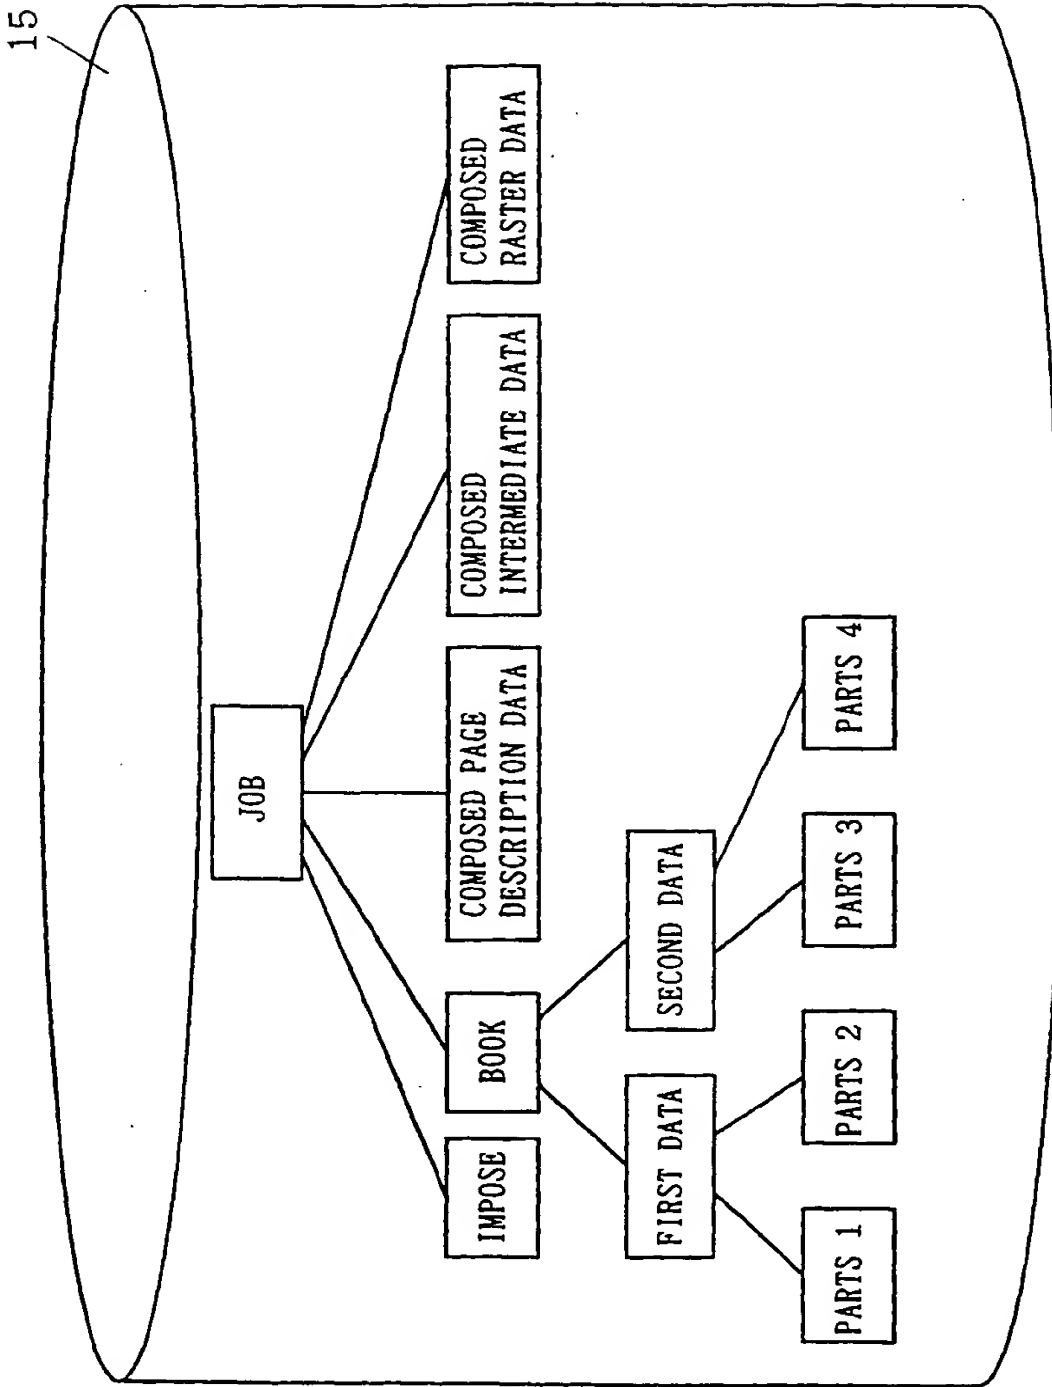 15
JOB
IMPOSE
BOOK
COMPOSED PAGE
DESCRIPTION DATA
COMPOSED
INTERMEDIATE DATA
COMPOSED
RASTER DATA
FIRST DATA
SECOND DATA
PARTS 1
PARTS 2
PARTS 3
PARTS 4